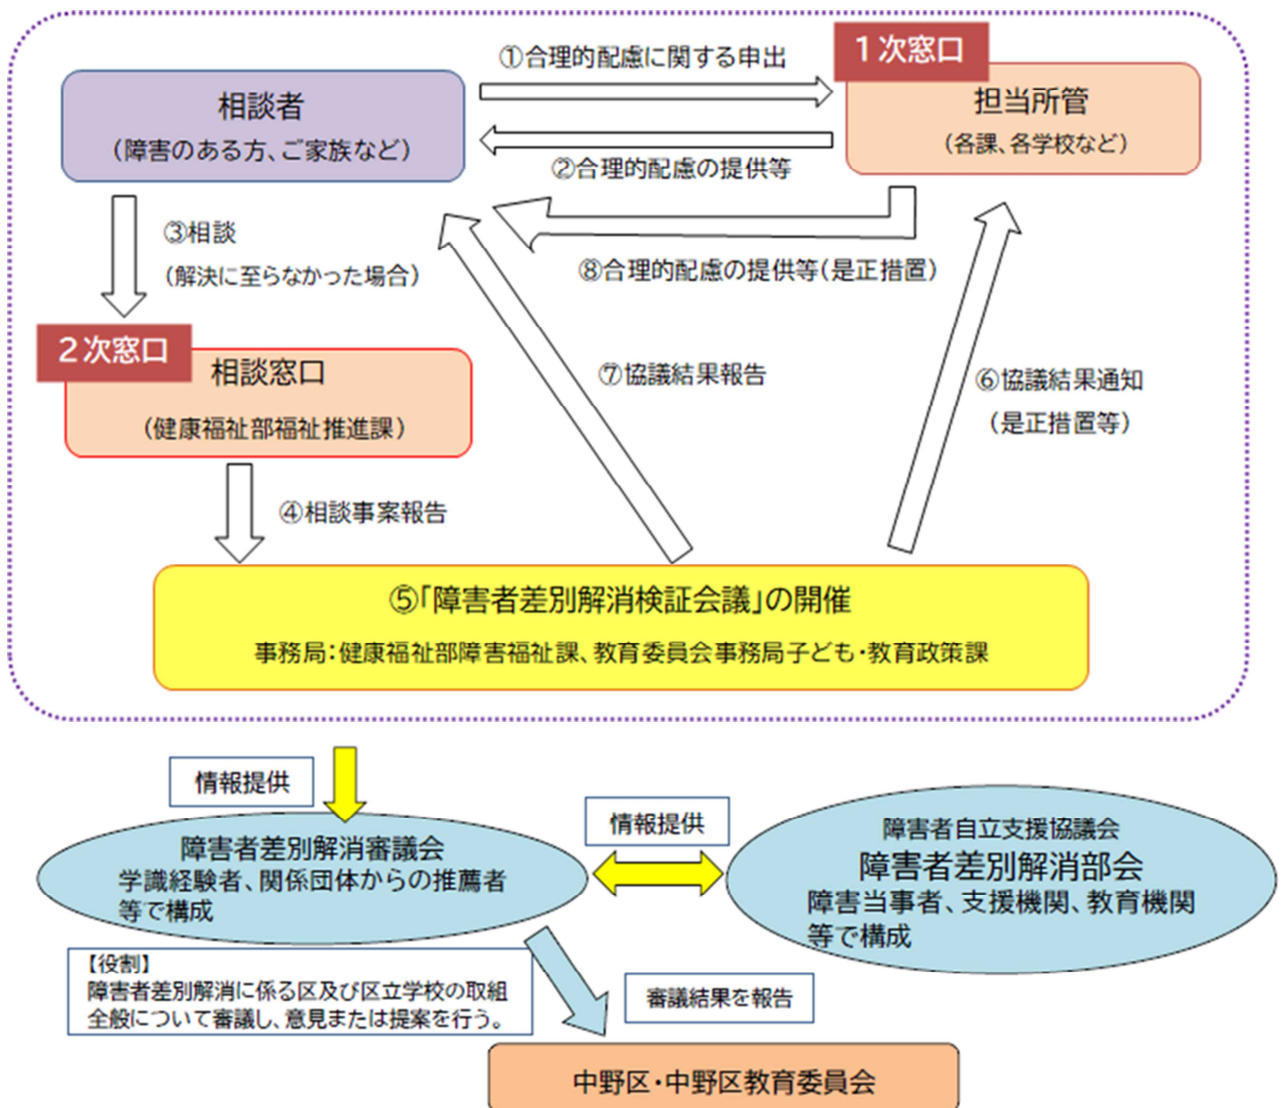 ①合理的配慮に関する申出
1次窓口
相談者
(障害のある方、ご家族など)
担当所管
(各課、各学校など)
②合理的配慮の提供等
③相談
(解決に至らなかった場合)
⑧合理的配慮の提供等(是正措置)
2次窓口
相談窓口
(健康福祉部福祉推進課)
⑦協議結果報告
⑥協議結果通知
(是正措置等)
④相談事案報告
⑤「障害者差別解消検証会議」の開催
事務局：健康福祉部障害福祉課、教育委員会事務局子ども・教育政策課
情報提供
障害者差別解消審議会
学識経験者、関係団体からの推薦者
等で構成
情報提供
障害者自立支援協議会
障害者差別解消部会
障害当事者、支援機関、教育機関
等で構成
【役割】
障害者差別解消に係る区及び区立学校の取組
全般について審議し、意見または提案を行う。
審議結果を報告
中野区・中野区教育委員会